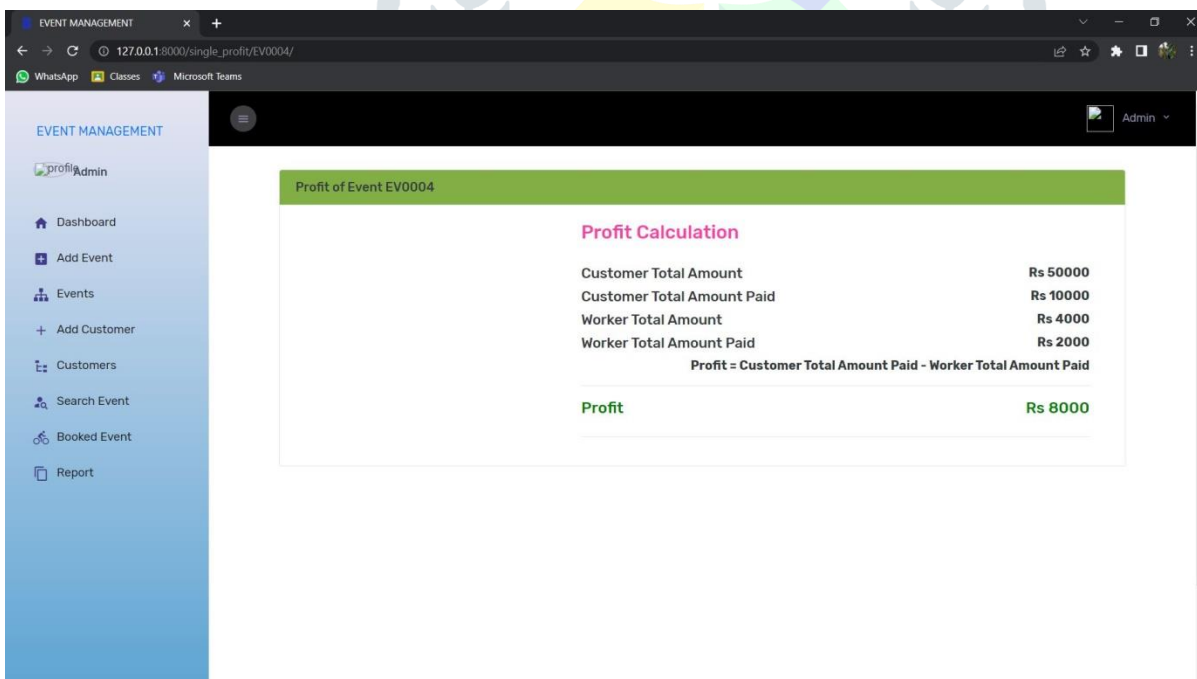 EVENT MANAGEMENT
127.0.0.1:8000/single_profit/EV0004/
WhatsApp Classes Microsoft Teams
EVENT MANAGEMENT
Admin
profile
Admin
Dashboard
Add Event
Events
Add Customer
Customers
Search Event
Booked Event
Report
Profit of Event EV0004
Profit Calculation
Customer Total Amount Rs 50000
Customer Total Amount Paid Rs 10000
Worker Total Amount Rs 4000
Worker Total Amount Paid Rs 2000
Profit = Customer Total Amount Paid - Worker Total Amount Paid
Profit Rs 8000